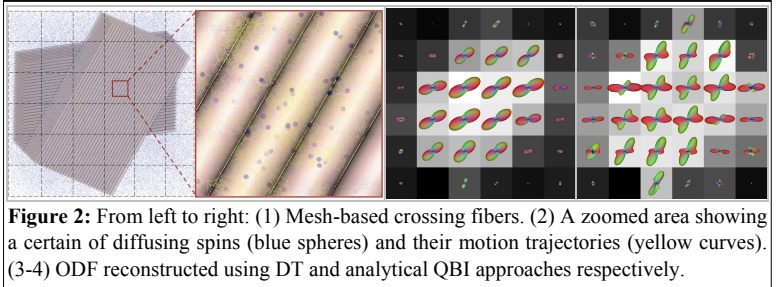 Figure 2: From left to right: (1) Mesh-based crossing fibers. (2) A zoomed area showing
a certain of diffusing spins (blue spheres) and their motion trajectories (yellow curves).
(3-4) ODF reconstructed using DT and analytical QBI approaches respectively.